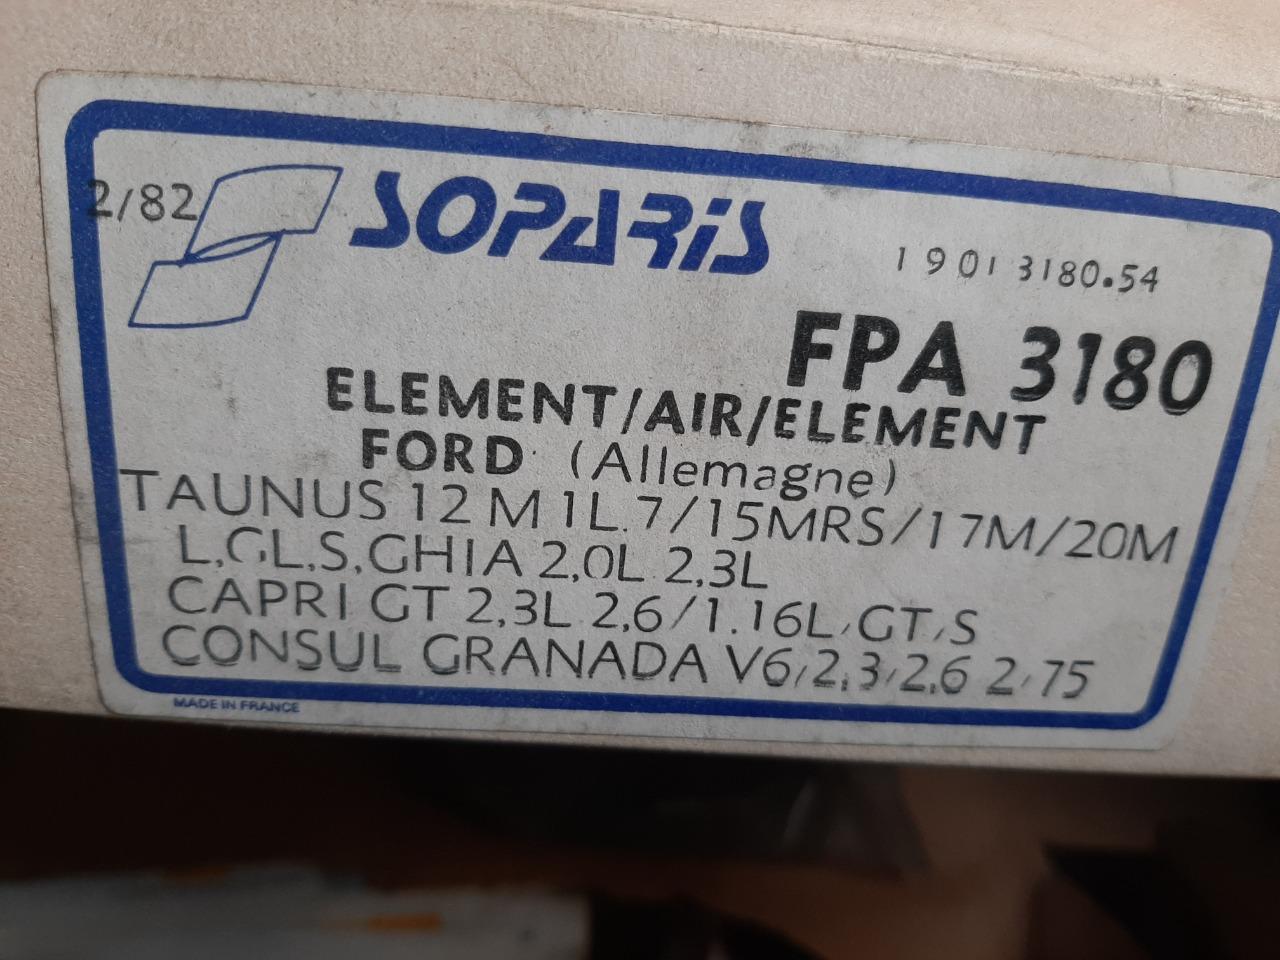 2/82 SOPARiS
1901 3180.54
FPA 3180
ELEMENT/AIR/ELEMENT
FORD (Allemagne)
TAUNUS 12 M 1L.7/15MRS/17M/20M
L,GL,S,GHIA 2,0L 2,3L
CAPRI GT 2,3L 2,6/1.16L,GT,S
CONSUL GRANADA V6/2,3/2,6 2/75
MADE IN FRANCE